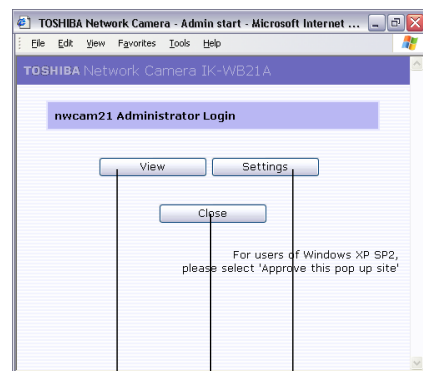 TOSHIBA Network Camera - Admin start - Microsoft Internet ...
File Edit View Favorites Tools Help
TOSHIBA Network Camera IK-WB21A
nwcam21 Administrator Login
View Settings
Close
For users of Windows XP SP2,
please select 'Approve this pop up site'